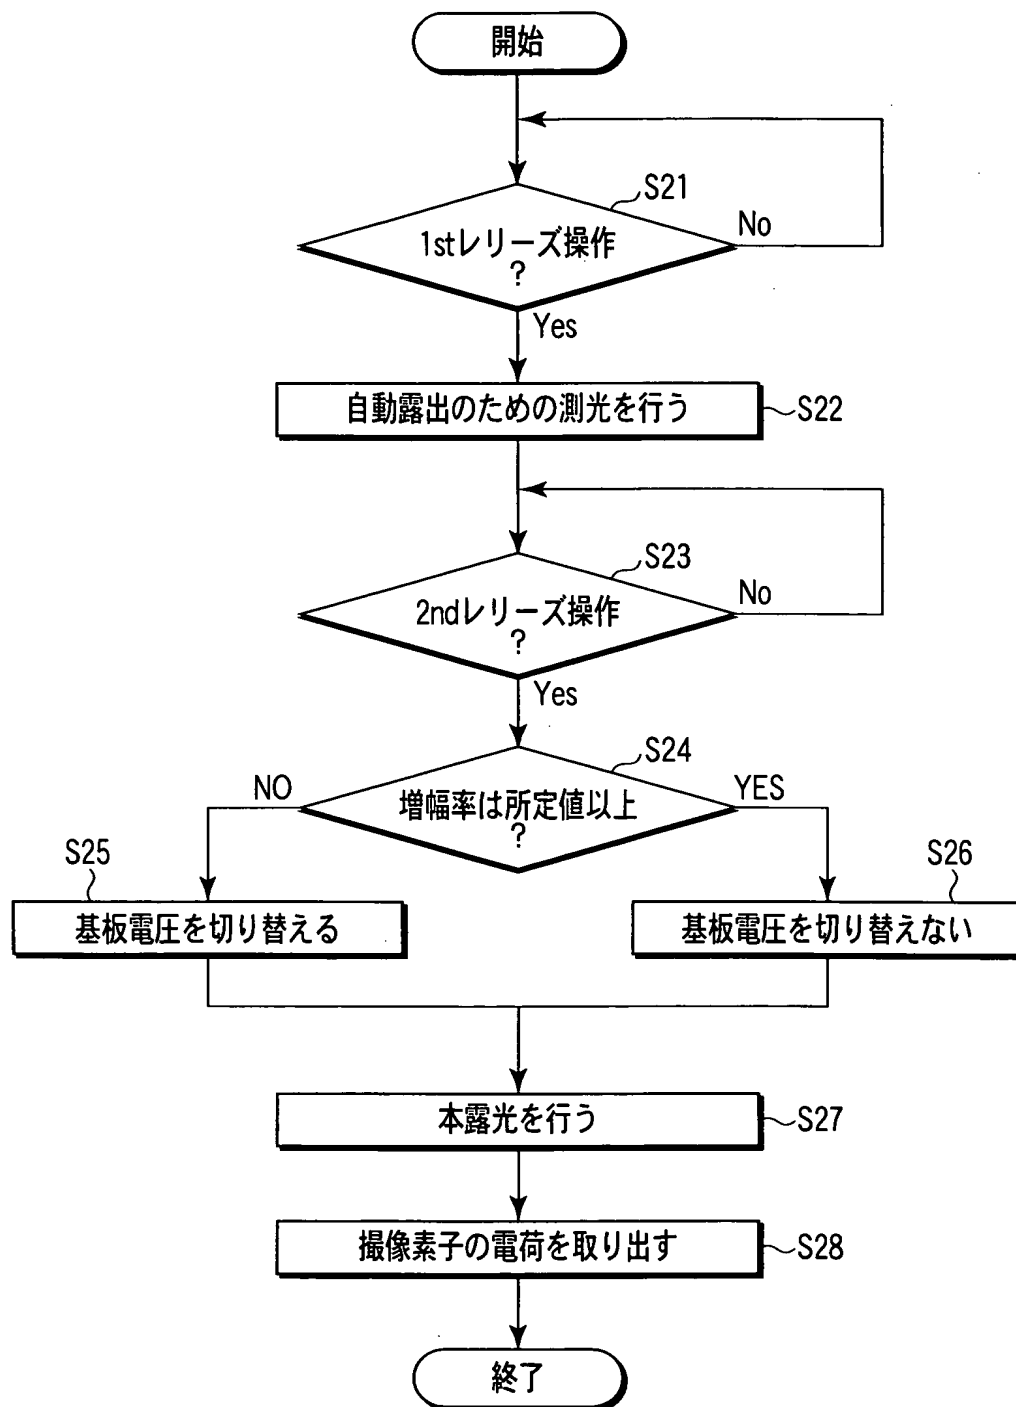 開始
S21
1stレリーズ操作
?
No
Yes
自動露出のための測光を行う
S22
S23
2ndレリーズ操作
?
No
Yes
S24
増幅率は所定値以上
?
NO
YES
S25
基板電圧を切り替える
S26
基板電圧を切り替えない
本露光を行う
S27
撮像素子の電荷を取り出す
S28
終了